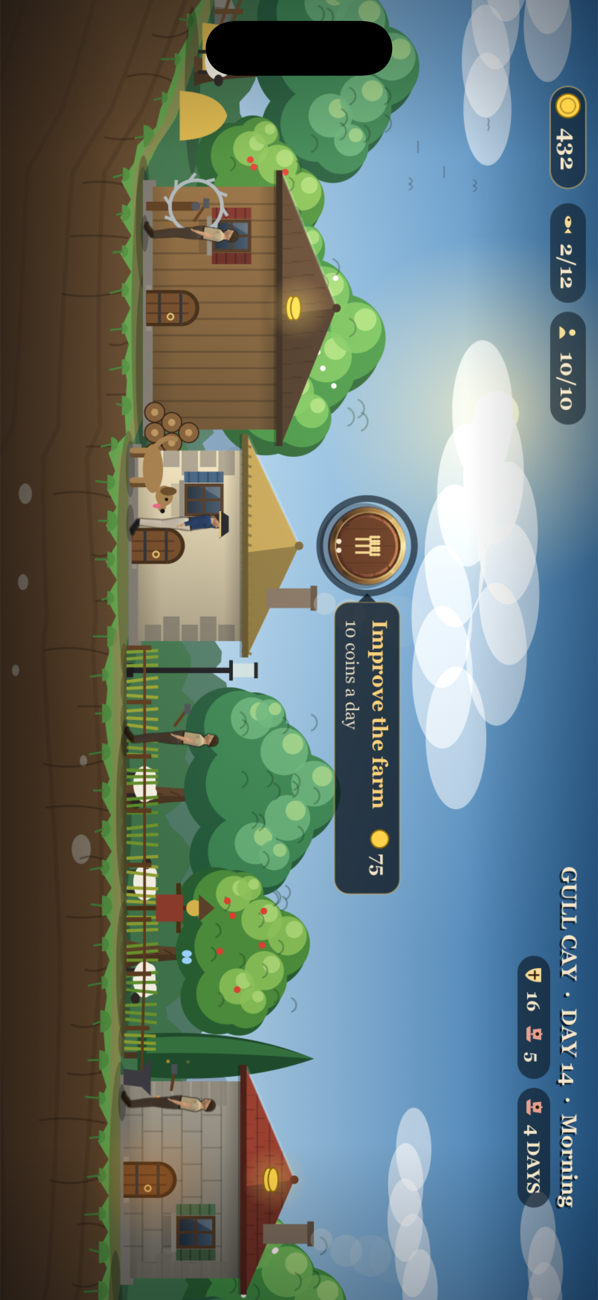 432
2/12
10/10
GULL CAY · DAY 14 · Morning
16 5
4 DAYS
Improve the farm 75
10 coins a day